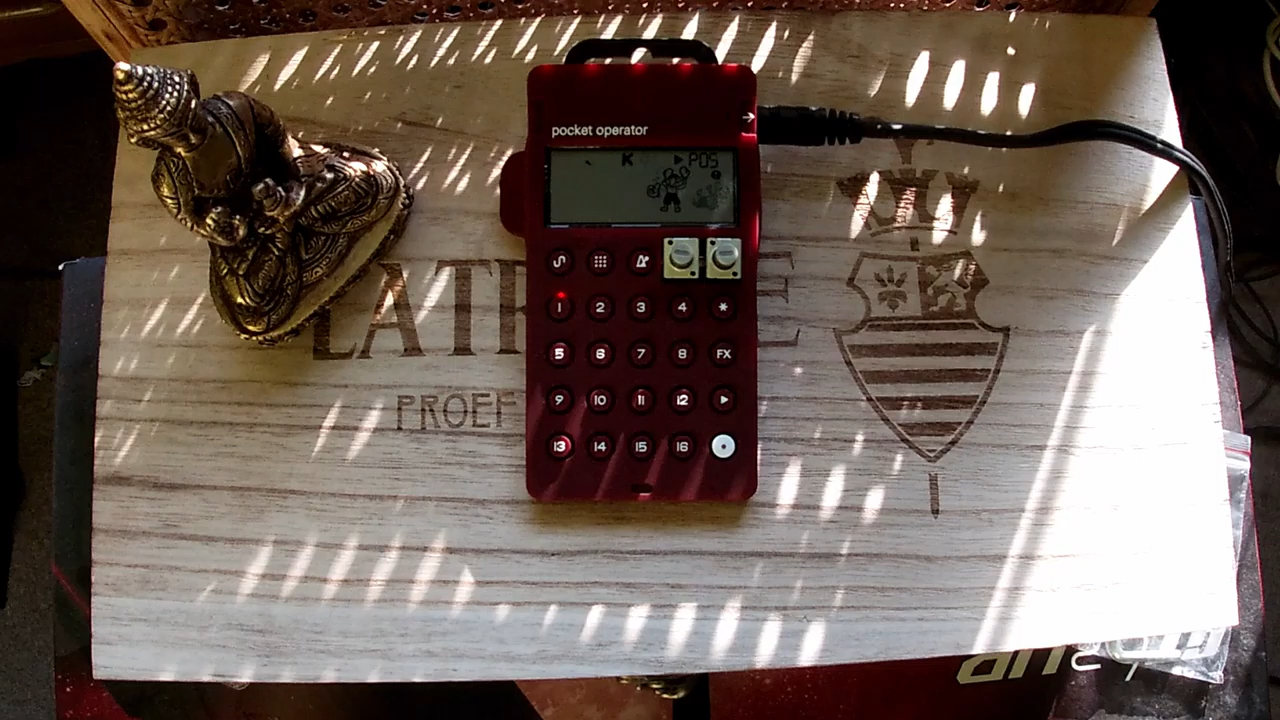 pocket operator
K
POS
LATR
E
PROEF
1 2 3 4 *
5 6 7 8 FX
9 10 11 12
13 14 15 16